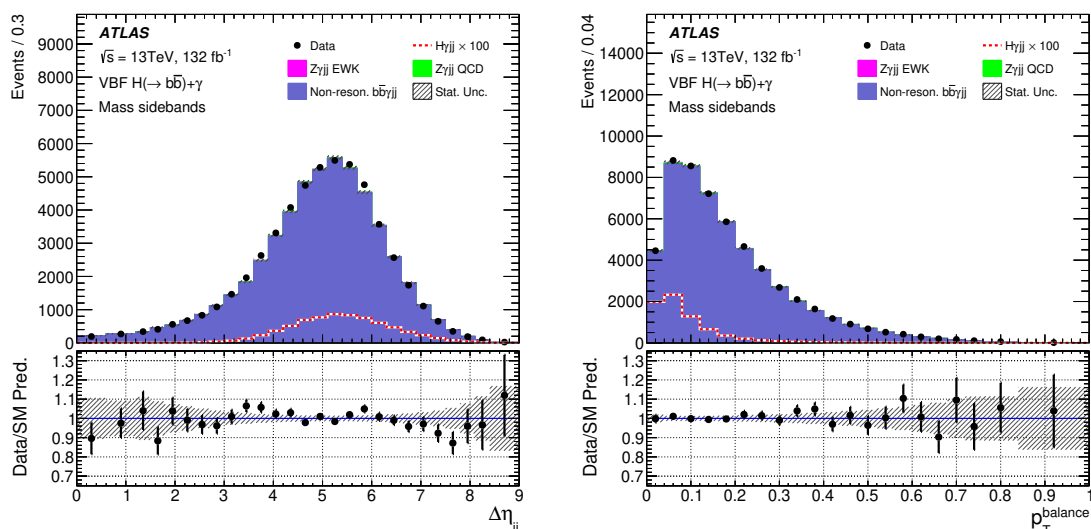 ATLAS
√s = 13TeV, 132 fb⁻¹
VBF H(→ bb̄)+γ
Mass sidebands
Data
Hγjj × 100
Zγjj EWK
Zγjj QCD
Non-reson. bb̄γjj
Stat. Unc.
Events / 0.3
9000
8000
7000
6000
5000
4000
3000
2000
1000
0
Data/SM Pred.
1.3
1.2
1.1
1
0.9
0.8
0.7
0 1 2 3 4 5 6 7 8 9
Δη_jj
ATLAS
√s = 13TeV, 132 fb⁻¹
VBF H(→ bb̄)+γ
Mass sidebands
Data
Hγjj × 100
Zγjj EWK
Zγjj QCD
Non-reson. bb̄γjj
Stat. Unc.
Events / 0.04
14000
12000
10000
8000
6000
4000
2000
0
Data/SM Pred.
1.3
1.2
1.1
1
0.9
0.8
0.7
0 0.1 0.2 0.3 0.4 0.5 0.6 0.7 0.8 0.9 1
p_T^balance